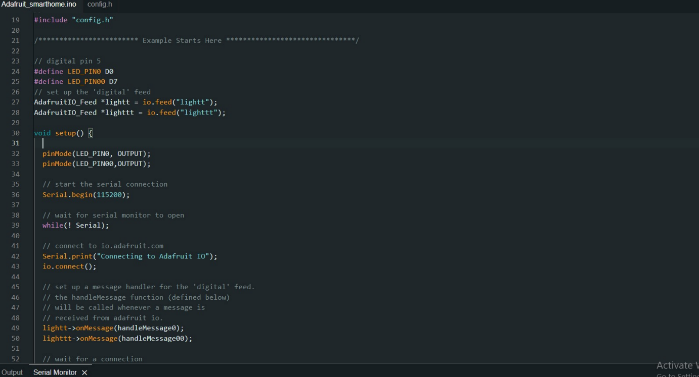 Adafruit_smarthome.ino config.h
19 #include "config.h"
20
21 /************************ Example Starts Here *******************************/
22
23 // digital pin 5
24 #define LED_PIN0 D0
25 #define LED_PIN00 D7
26 // set up the 'digital' feed
27 AdafruitIO_Feed *lightt = io.feed("lightt");
28 AdafruitIO_Feed *lighttt = io.feed("lighttt");
29
30 void setup() {
31
32 pinMode(LED_PIN0, OUTPUT);
33 pinMode(LED_PIN00,OUTPUT);
34
35 // start the serial connection
36 Serial.begin(115200);
37
38 // wait for serial monitor to open
39 while(! Serial);
40
41 // connect to io.adafruit.com
42 Serial.print("Connecting to Adafruit IO");
43 io.connect();
44
45 // set up a message handler for the 'digital' feed.
46 // the handleMessage function (defined below)
47 // will be called whenever a message is
48 // received from adafruit io.
49 lightt->onMessage(handleMessage0);
50 lighttt->onMessage(handleMessage00);
51
52 // wait for a connection
Activate
Output Serial Monitor ×
Go to